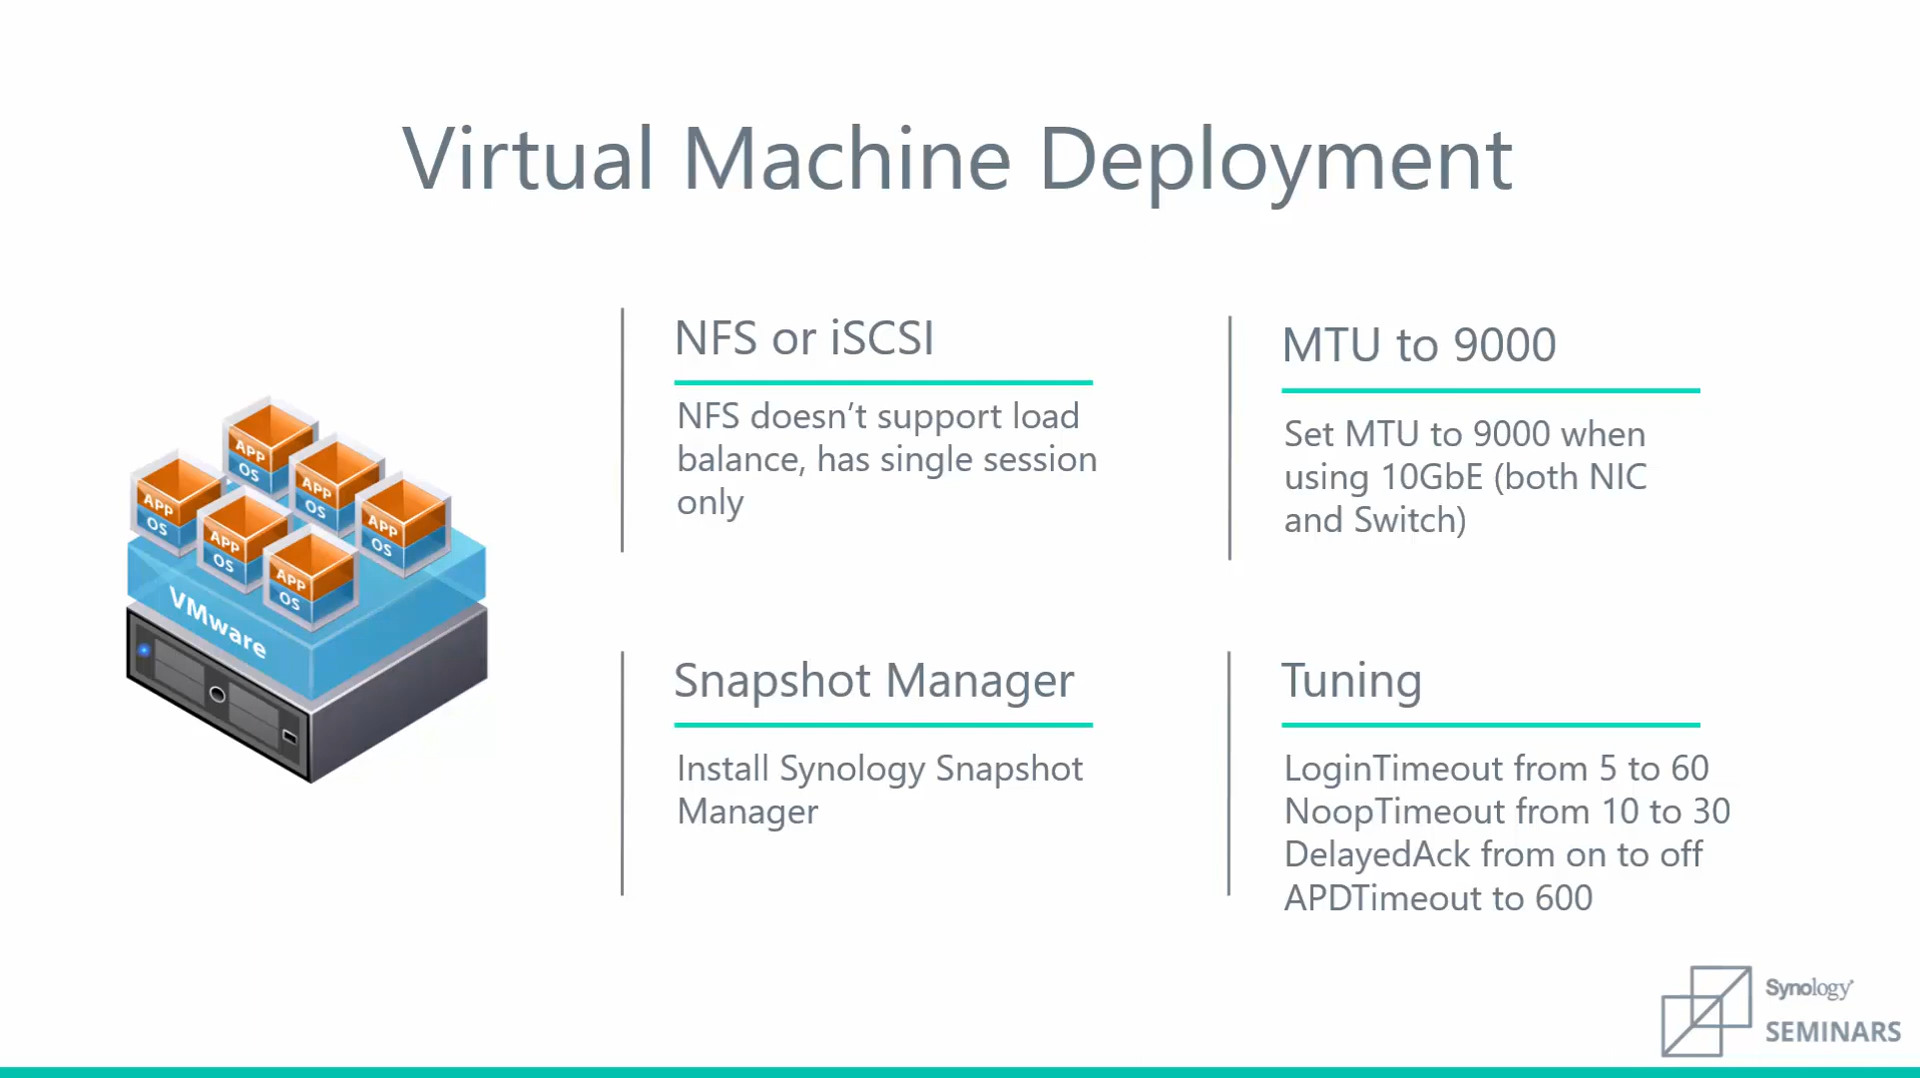 Virtual Machine Deployment
APP
OS
APP
OS
APP
OS
APP
OS
APP
OS
APP
OS
VMware
NFS or iSCSI
NFS doesn’t support load
balance, has single session
only
MTU to 9000
Set MTU to 9000 when
using 10GbE (both NIC
and Switch)
Snapshot Manager
Install Synology Snapshot
Manager
Tuning
LoginTimeout from 5 to 60
NoopTimeout from 10 to 30
DelayedAck from on to off
APDTimeout to 600
Synology
SEMINARS